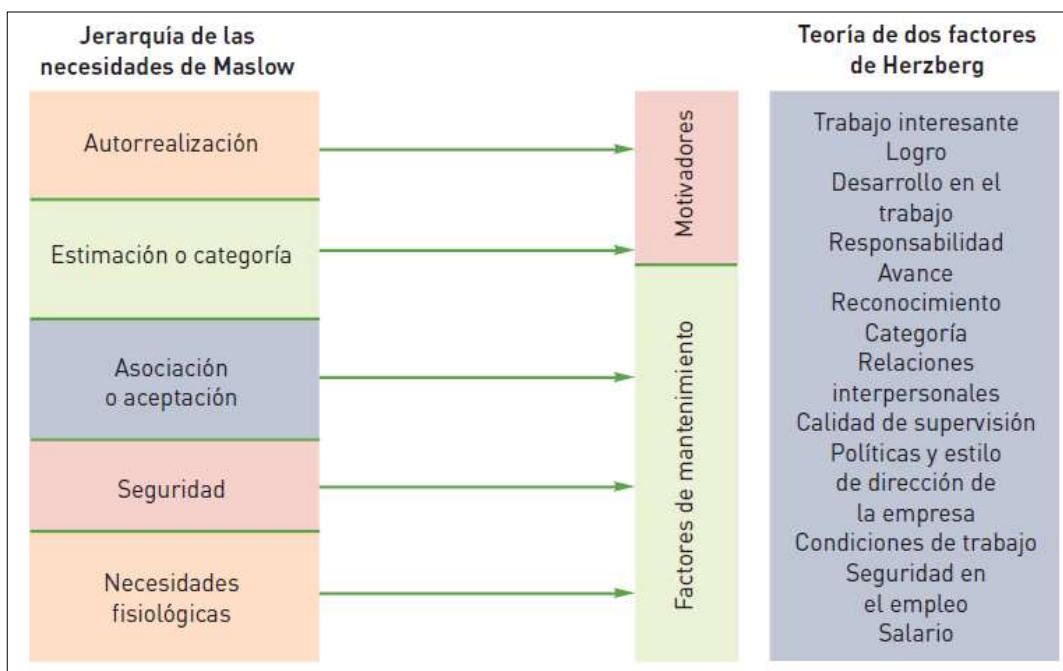 Jerarquía de las
necesidades de Maslow
Autorrealización
Estimación o categoría
Asociación
o aceptación
Seguridad
Necesidades
fisiológicas
Motivadores
Factores de mantenimiento
Teoría de dos factores
de Herzberg
Trabajo interesante
Logro
Desarrollo en el
trabajo
Responsabilidad
Avance
Reconocimiento
Categoría
Relaciones
interpersonales
Calidad de supervisión
Políticas y estilo
de dirección de
la empresa
Condiciones de trabajo
Seguridad en
el empleo
Salario